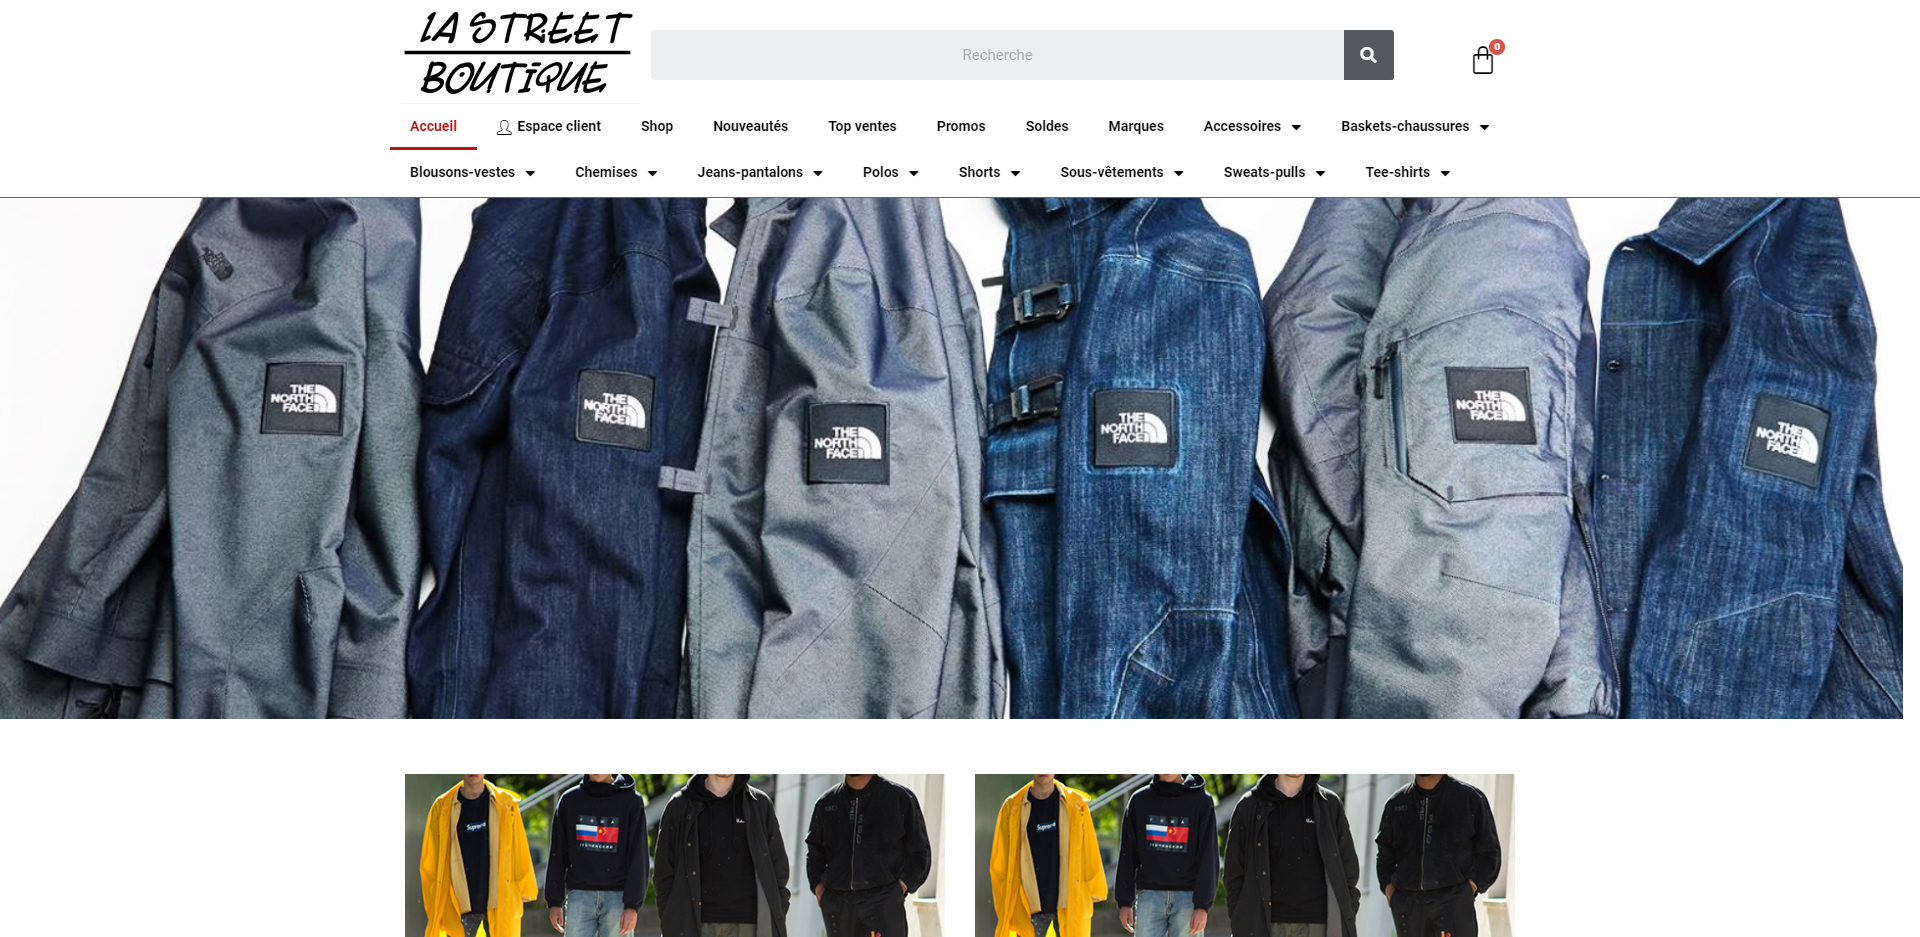 LA STREET
BOUTIQUE
Recherche
0
Accueil
Espace client
Shop
Nouveautés
Top ventes
Promos
Soldes
Marques
Accessoires
Baskets-chaussures
Blousons-vestes
Chemises
Jeans-pantalons
Polos
Shorts
Sous-vêtements
Sweats-pulls
Tee-shirts
THE
NORTH
FACE
THE
NORTH
FACE
THE
NORTH
FACE
THE
NORTH
FACE
THE
NORTH
FACE
THE
NORTH
FACE
Supreme
Supreme